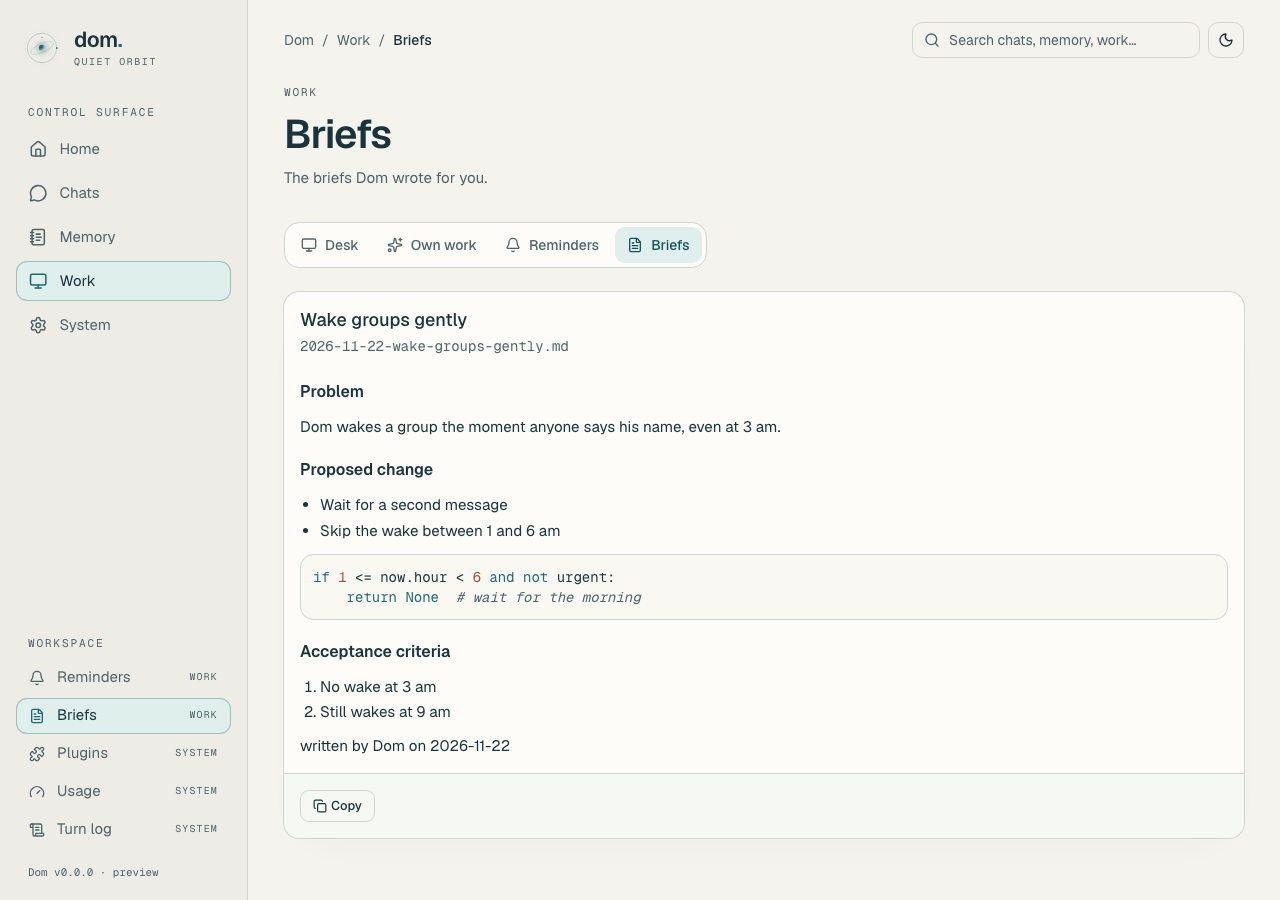 dom.
QUIET ORBIT
CONTROL SURFACE
Home
Chats
Memory
Work
System
WORKSPACE
Reminders WORK
Briefs WORK
Plugins SYSTEM
Usage SYSTEM
Turn log SYSTEM
Dom v0.0.0 · preview
Dom / Work / Briefs
Search chats, memory, work…
WORK
Briefs
The briefs Dom wrote for you.
Desk Own work Reminders Briefs
Wake groups gently
2026-11-22-wake-groups-gently.md
Problem
Dom wakes a group the moment anyone says his name, even at 3 am.
Proposed change
• Wait for a second message
• Skip the wake between 1 and 6 am
if 1 <= now.hour < 6 and not urgent:
    return None  # wait for the morning
Acceptance criteria
1. No wake at 3 am
2. Still wakes at 9 am
written by Dom on 2026-11-22
Copy